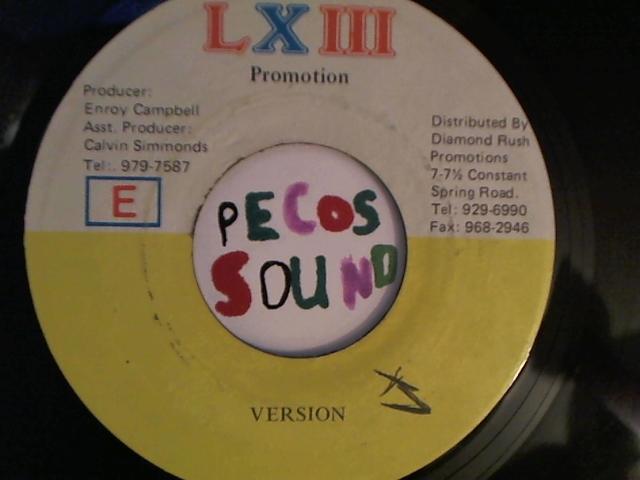 LXIII
Promotion
Producer:
Enroy Campbell
Asst. Producer:
Calvin Simmonds
Tel:. 979-7587
E
Distributed By
Diamond Rush
Promotions
7-7½ Constant
Spring Road.
Tel: 929-6990
Fax: 968-2946
PECOS
SOUND
VERSION